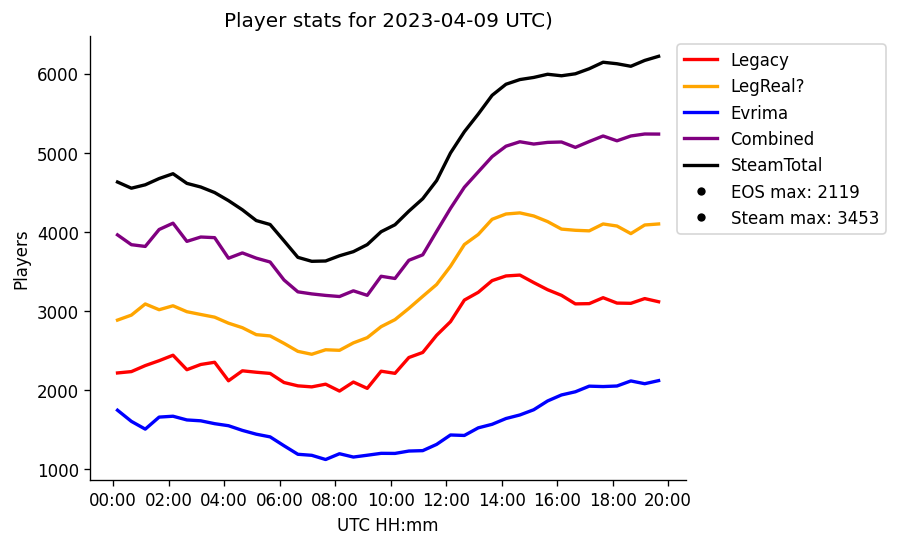 Player stats for 2023-04-09 UTC)
Legacy
LegReal?
Evrima
Combined
SteamTotal
EOS max: 2119
Steam max: 3453
Players
6000
5000
4000
3000
2000
1000
00:00 02:00 04:00 06:00 08:00 10:00 12:00 14:00 16:00 18:00 20:00
UTC HH:mm